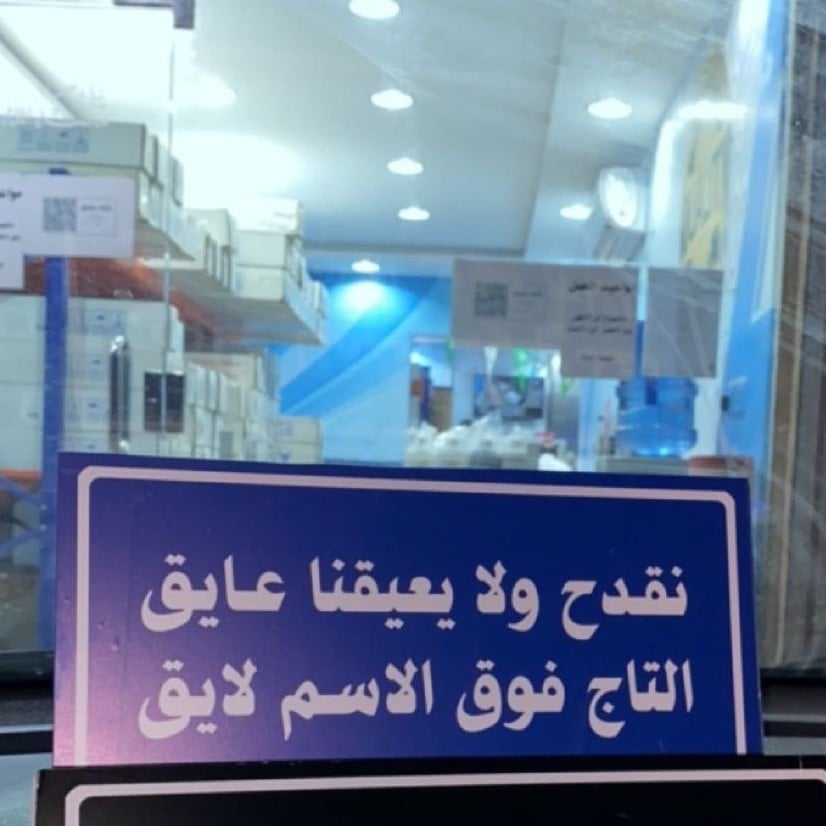 نقدح ولا يعيقنا عايق
التاج فوق الاسم لايق